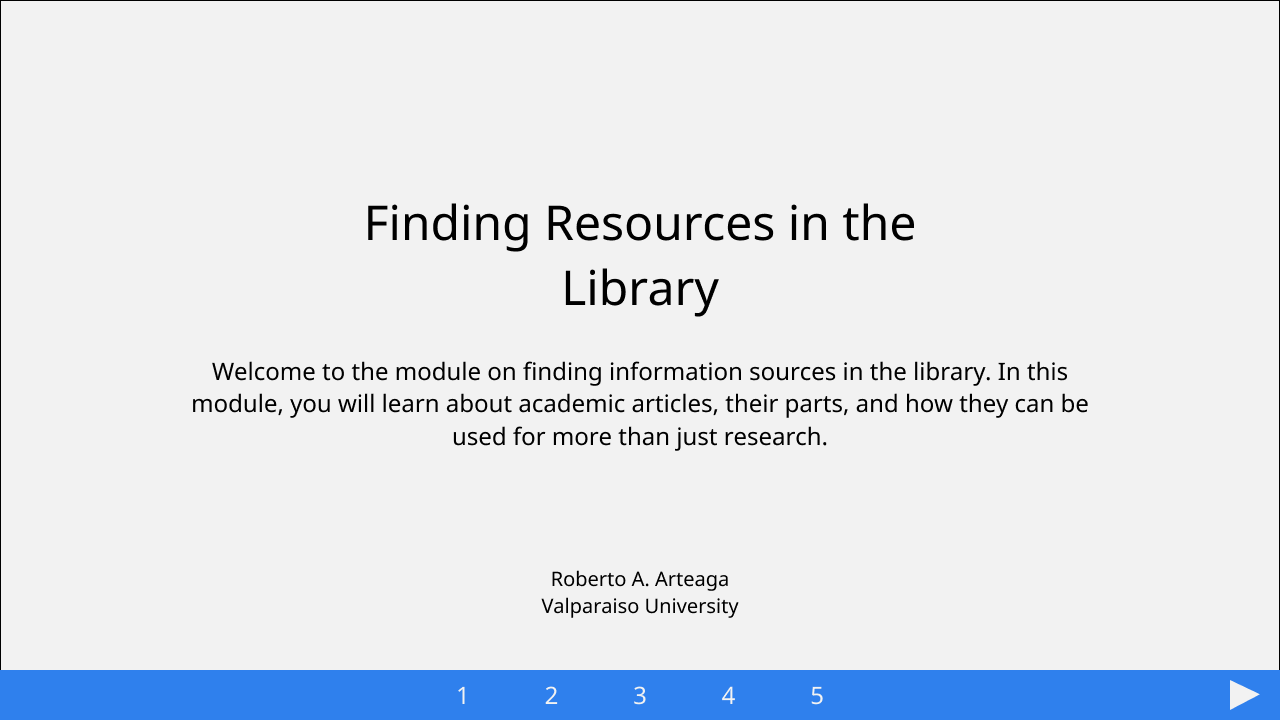 Finding Resources in the
Library
Welcome to the module on finding information sources in the library. In this
module, you will learn about academic articles, their parts, and how they can be
used for more than just research.
Roberto A. Arteaga
Valparaiso University
1 2 3 4 5